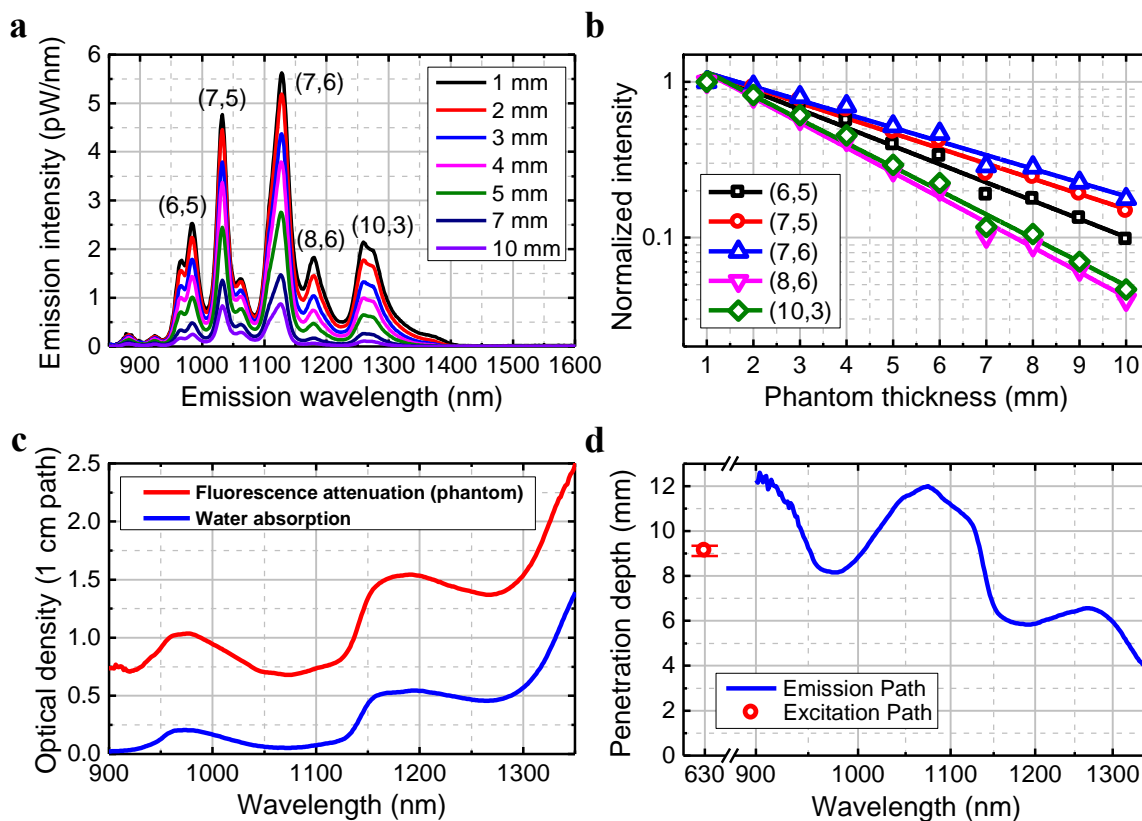 a
Emission intensity (pW/nm)
6
5
4
3
2
1
0
(6,5)
(7,5)
(7,6)
(8,6)
(10,3)
1 mm
2 mm
3 mm
4 mm
5 mm
7 mm
10 mm
900 1000 1100 1200 1300 1400 1500 1600
Emission wavelength (nm)
b
Normalized intensity
1
0.1
(6,5)
(7,5)
(7,6)
(8,6)
(10,3)
1 2 3 4 5 6 7 8 9 10
Phantom thickness (mm)
c
Optical density (1 cm path)
2.5
2.0
1.5
1.0
0.5
0.0
Fluorescence attenuation (phantom)
Water absorption
900 1000 1100 1200 1300
Wavelength (nm)
d
Penetration depth (mm)
12
10
8
6
4
2
0
Emission Path
Excitation Path
630 900 1000 1100 1200 1300
Wavelength (nm)